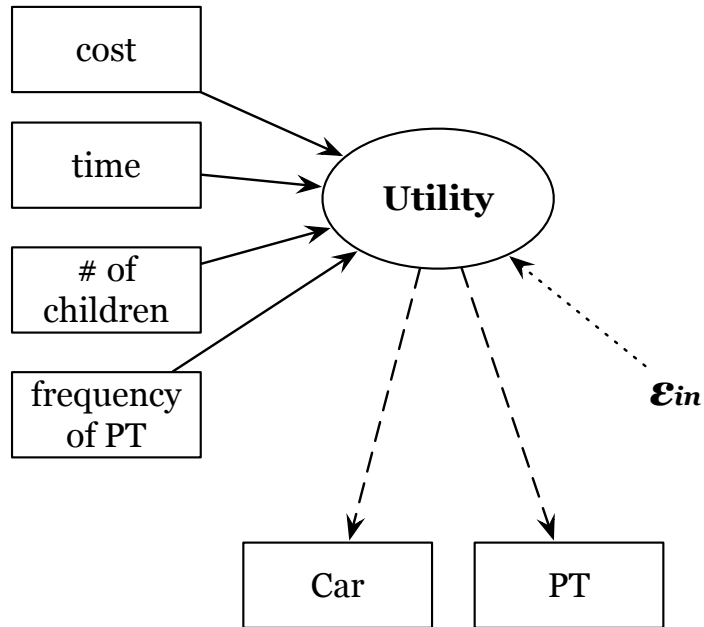 cost
time
Utility
# of
children
frequency
of PT
εin
Car
PT